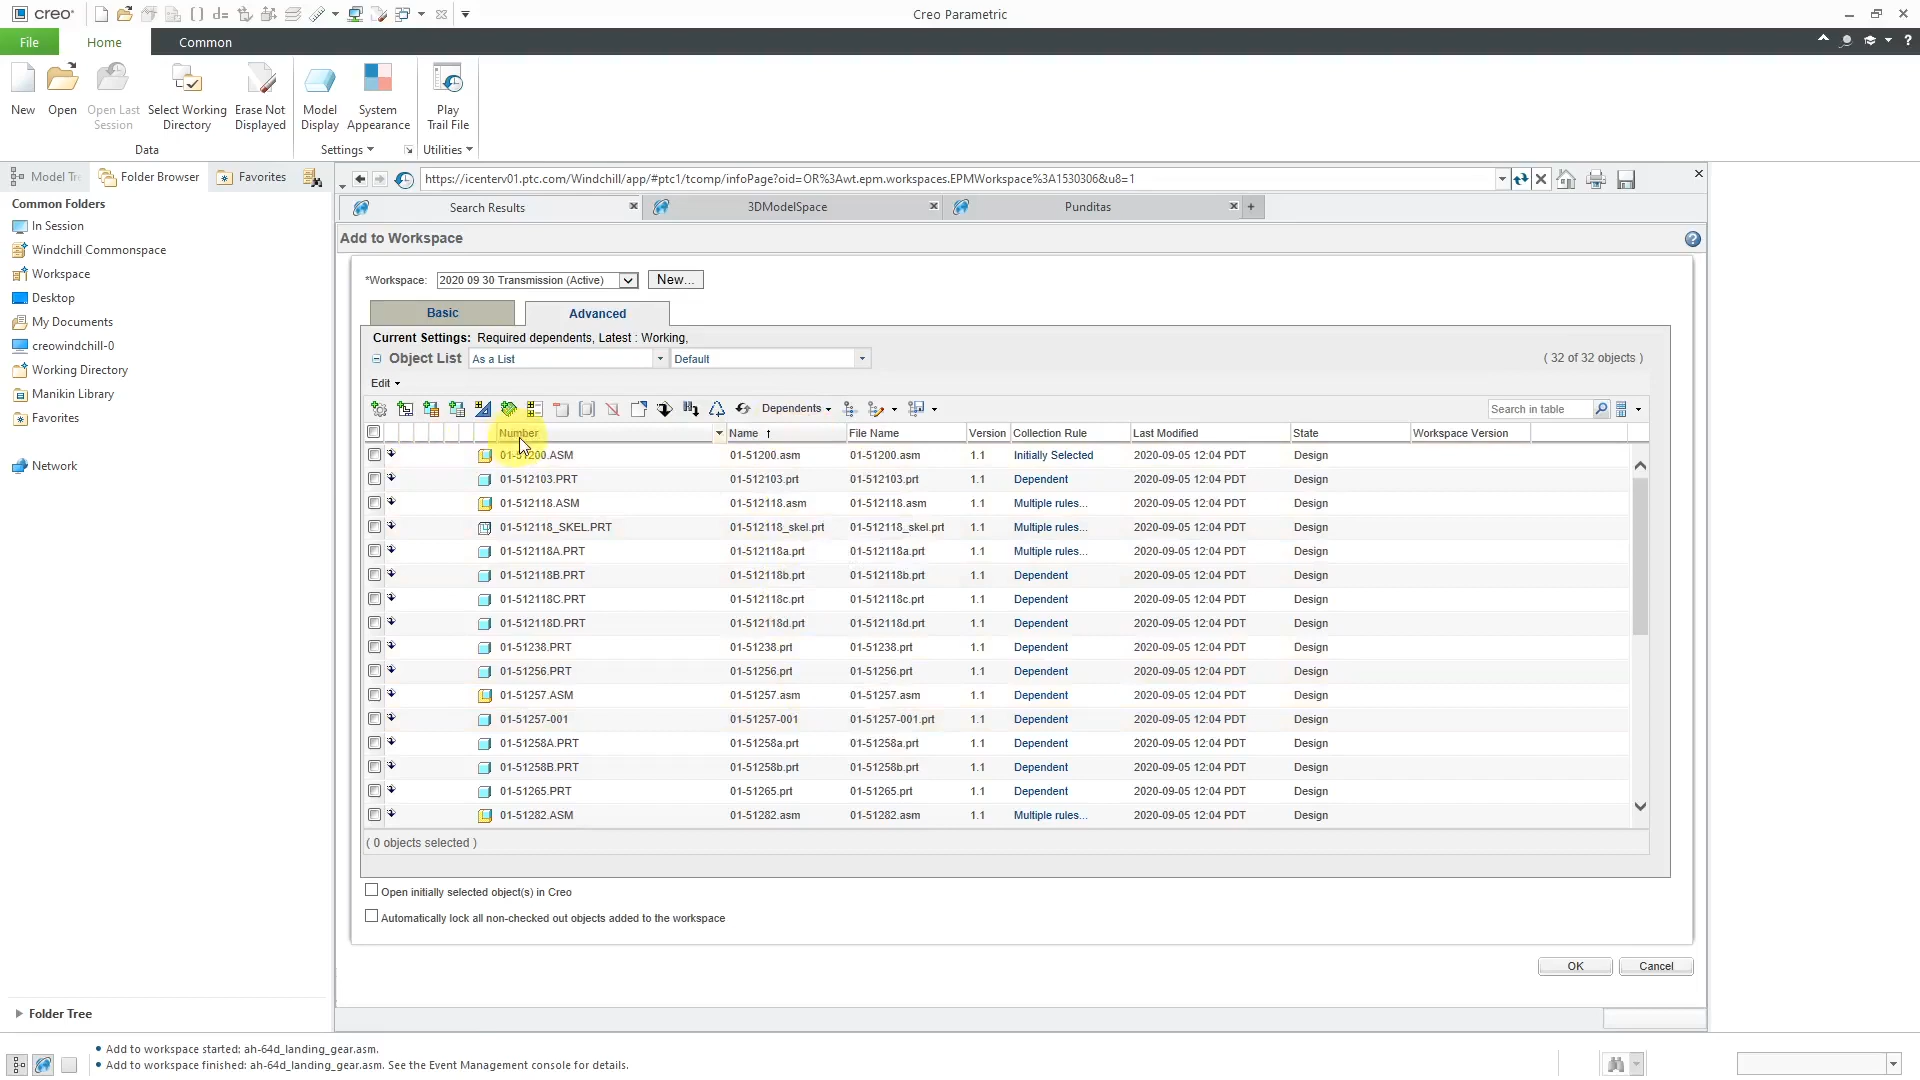 creo
Creo Parametric
File
Home
Common
New
Open
Open Last
Session
Select Working
Directory
Erase Not
Displayed
Model
Display
System
Appearance
Play
Trail File
Data
Settings
Utilities
Model Tr
Folder Browser
Favorites
https://icenterv01.ptc.com/Windchill/app/#ptc1/tcomp/infoPage?oid=OR%3Awt.epm.workspaces.EPMWorkspace%3A1530306&u8=1
Common Folders
In Session
Windchill Commonspace
Workspace
Desktop
My Documents
creowindchill-0
Working Directory
Manikin Library
Favorites
Network
Folder Tree
Search Results
3DModelSpace
Punditas
+
Add to Workspace
*Workspace: 2020 09 30 Transmission (Active) New...
Basic
Advanced
Current Settings: Required dependents, Latest : Working,
Object List As a List Default ( 32 of 32 objects )
Edit
Dependents
Search in table
Number Name ↑ File Name Version Collection Rule Last Modified State Workspace Version
01-51200.ASM 01-51200.asm 01-51200.asm 1.1 Initially Selected 2020-09-05 12:04 PDT Design
01-512103.PRT 01-512103.prt 01-512103.prt 1.1 Dependent 2020-09-05 12:04 PDT Design
01-512118.ASM 01-512118.asm 01-512118.asm 1.1 Multiple rules... 2020-09-05 12:04 PDT Design
01-512118_SKEL.PRT 01-512118_skel.prt 01-512118_skel.prt 1.1 Multiple rules... 2020-09-05 12:04 PDT Design
01-512118A.PRT 01-512118a.prt 01-512118a.prt 1.1 Multiple rules... 2020-09-05 12:04 PDT Design
01-512118B.PRT 01-512118b.prt 01-512118b.prt 1.1 Dependent 2020-09-05 12:04 PDT Design
01-512118C.PRT 01-512118c.prt 01-512118c.prt 1.1 Dependent 2020-09-05 12:04 PDT Design
01-512118D.PRT 01-512118d.prt 01-512118d.prt 1.1 Dependent 2020-09-05 12:04 PDT Design
01-51238.PRT 01-51238.prt 01-51238.prt 1.1 Dependent 2020-09-05 12:04 PDT Design
01-51256.PRT 01-51256.prt 01-51256.prt 1.1 Dependent 2020-09-05 12:04 PDT Design
01-51257.ASM 01-51257.asm 01-51257.asm 1.1 Dependent 2020-09-05 12:04 PDT Design
01-51257-001 01-51257-001 01-51257-001.prt 1.1 Dependent 2020-09-05 12:04 PDT Design
01-51258A.PRT 01-51258a.prt 01-51258a.prt 1.1 Dependent 2020-09-05 12:04 PDT Design
01-51258B.PRT 01-51258b.prt 01-51258b.prt 1.1 Dependent 2020-09-05 12:04 PDT Design
01-51265.PRT 01-51265.prt 01-51265.prt 1.1 Dependent 2020-09-05 12:04 PDT Design
01-51282.ASM 01-51282.asm 01-51282.asm 1.1 Multiple rules... 2020-09-05 12:04 PDT Design
( 0 objects selected )
Open initially selected object(s) in Creo
Automatically lock all non-checked out objects added to the workspace
OK
Cancel
• Add to workspace started: ah-64d_landing_gear.asm.
• Add to workspace finished: ah-64d_landing_gear.asm. See the Event Management console for details.